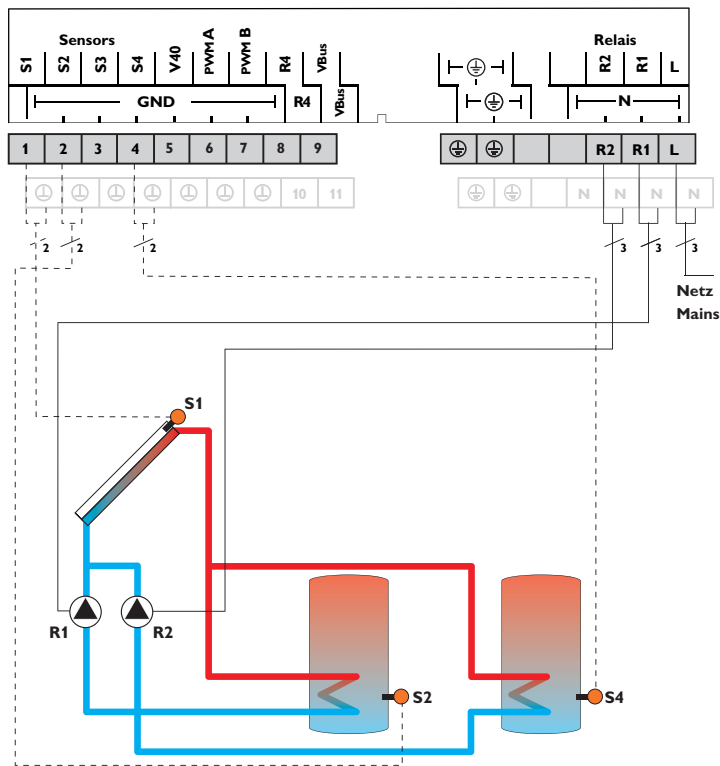 Sensors
Relais
S1 S2 S3 S4 V40 PWM A PWM B R4 VBus
R2 R1 L
GND
R4
VBus
N
1 2 3 4 5 6 7 8 9
R2 R1 L
10 11
N N N
2 2 2
3 3 3
Netz
Mains
S1
R1
R2
S2
S4